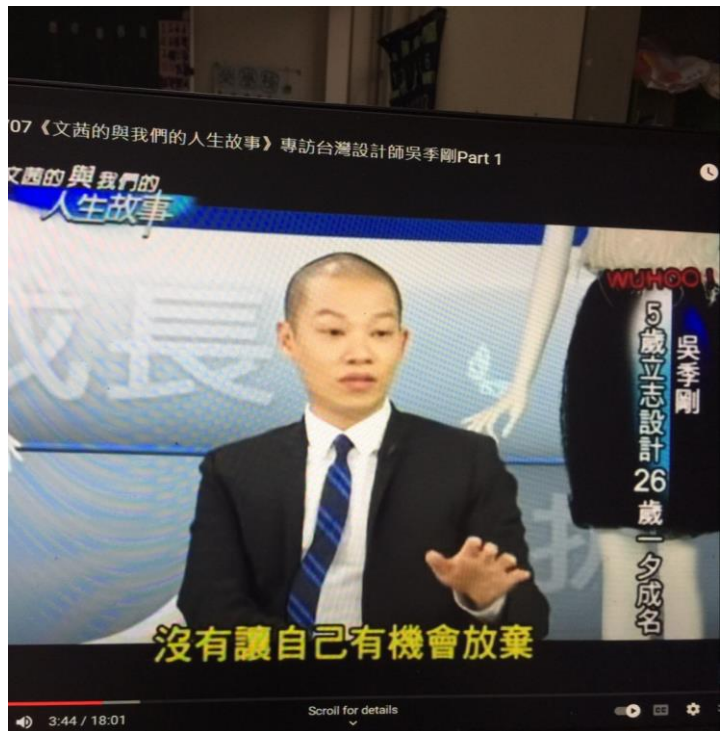 /07《文茜的與我們的人生故事》專訪台灣設計師吳季剛Part 1
文茜的與我們的
人生故事
成長
WUHOO!
吳季剛
5歲立志設計26歲一夕成名
沒有讓自己有機會放棄
3:44 / 18:01
Scroll for details
CC